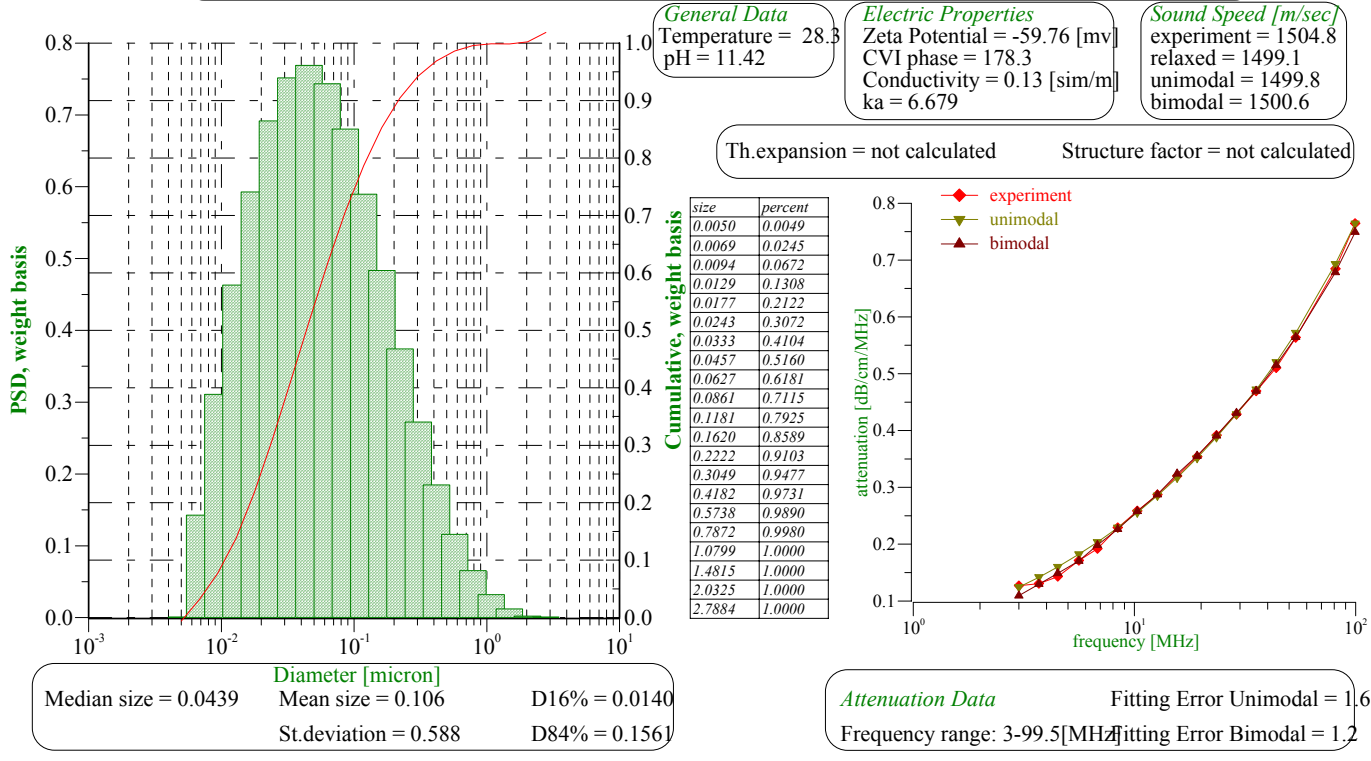 General Data
Temperature = 28.3
pH = 11.42
Electric Properties
Zeta Potential = -59.76 [mv]
CVI phase = 178.3
Conductivity = 0.13 [sim/m]
ka = 6.679
Sound Speed [m/sec]
experiment = 1504.8
relaxed = 1499.1
unimodal = 1499.8
bimodal = 1500.6
Th.expansion = not calculated Structure factor = not calculated
PSD, weight basis
0.8
0.7
0.6
0.5
0.4
0.3
0.2
0.1
0.0
10-3 10-2 10-1 100 101
Diameter [micron]
1.0
0.9
0.8
0.7
0.6
0.5
0.4
0.3
0.2
0.1
0.0
Cumulative, weight basis
size percent
0.0050 0.0049
0.0069 0.0245
0.0094 0.0672
0.0129 0.1308
0.0177 0.2122
0.0243 0.3072
0.0333 0.4104
0.0457 0.5160
0.0627 0.6181
0.0861 0.7115
0.1181 0.7925
0.1620 0.8589
0.2222 0.9103
0.3049 0.9477
0.4182 0.9731
0.5738 0.9890
0.7872 0.9980
1.0799 1.0000
1.4815 1.0000
2.0325 1.0000
2.7884 1.0000
experiment
unimodal
bimodal
attenuation [dB/cm/MHz]
0.8
0.7
0.6
0.5
0.4
0.3
0.2
0.1
100 101 102
frequency [MHz]
Median size = 0.0439 Mean size = 0.106 D16% = 0.0140
St.deviation = 0.588 D84% = 0.1561
Attenuation Data Fitting Error Unimodal = 1.6
Frequency range: 3-99.5[MHz] Fitting Error Bimodal = 1.2